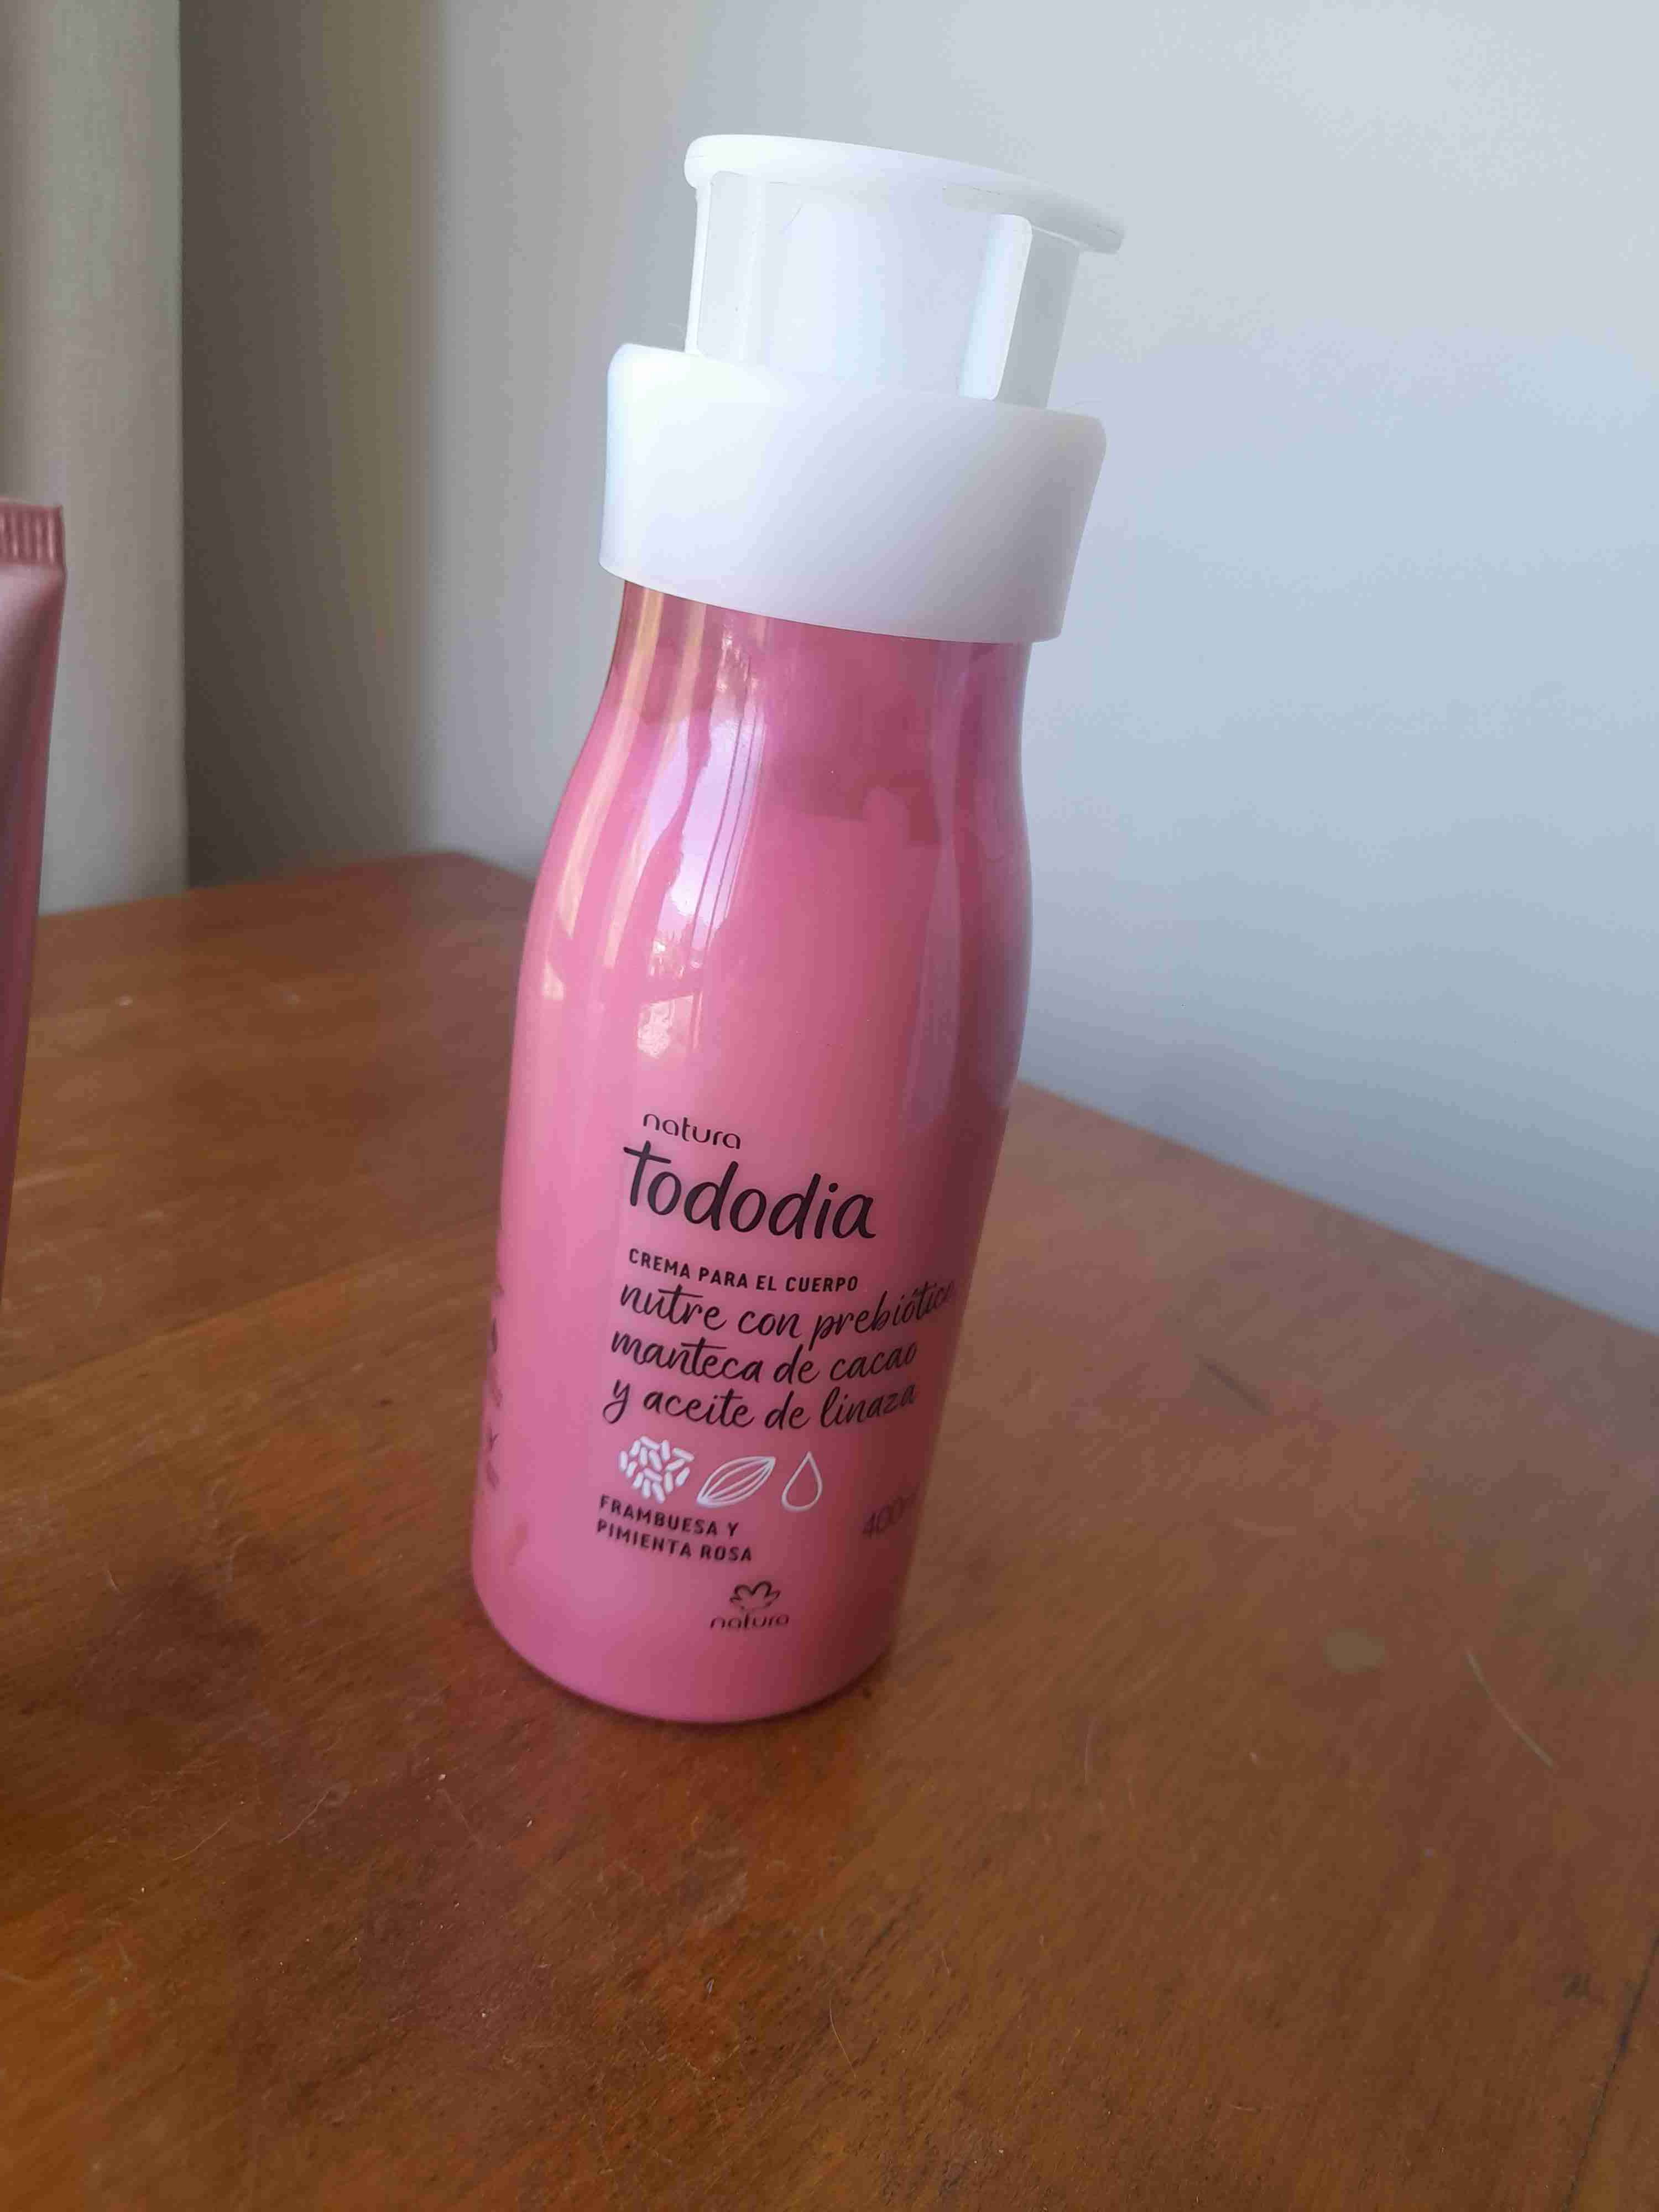 natura
tododia
CREMA PARA EL CUERPO
nutre con prebiótico
manteca de cacao
y aceite de linaza
FRAMBUESA Y
PIMIENTA ROSA
400
natura